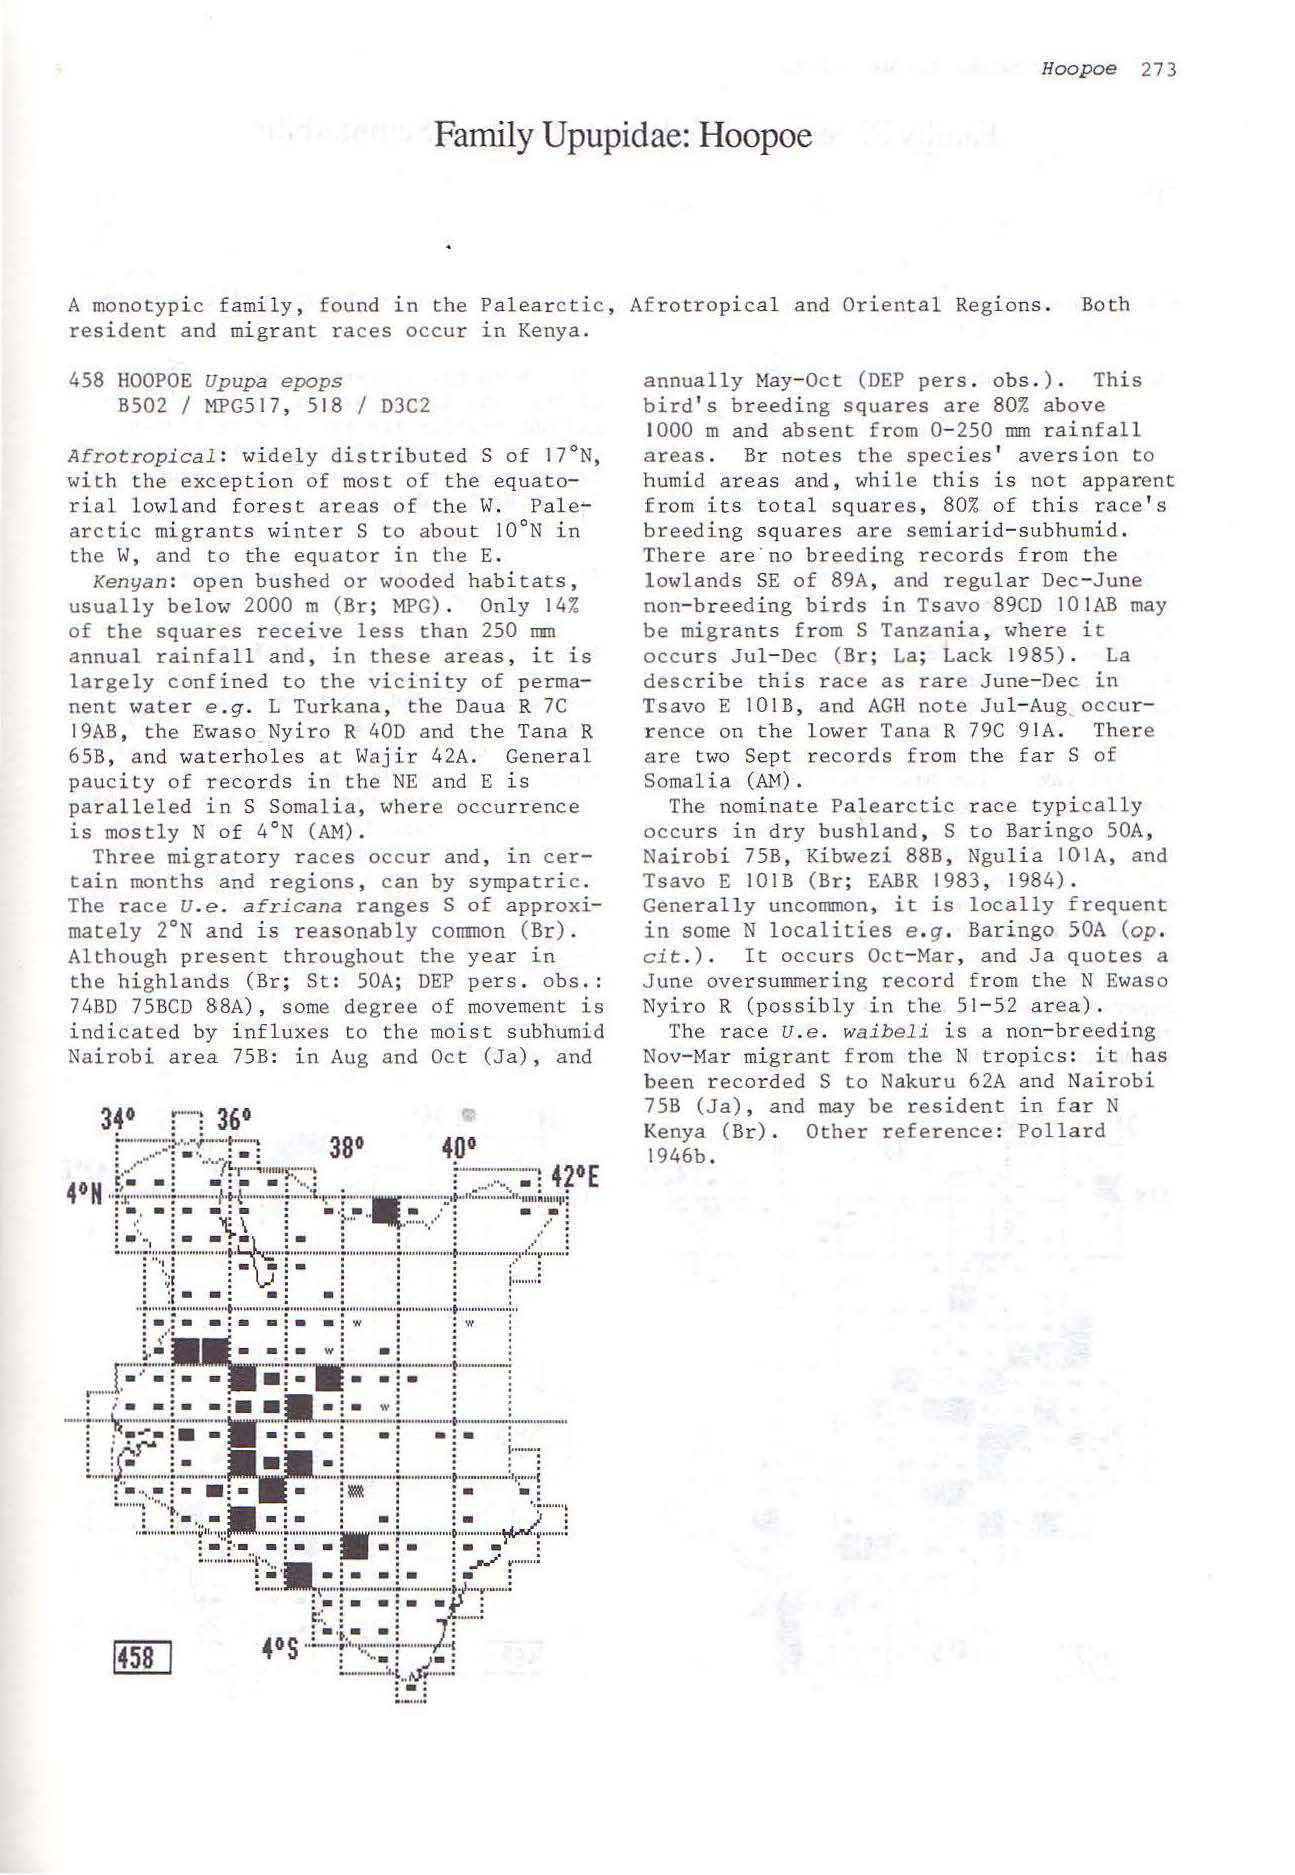 Hoopoe 273
Family Upupidae: Hoopoe
A monotypic family, found in the Palearctic, Afrotropical and Oriental Regions. Both
resident and migrant races occur in Kenya.
458 HOOPOE Upupa epops
B502 / MPG517, 518 / D3C2
Afrotropical: widely distributed S of 17°N,
with the exception of most of the equato-
rial lowland forest areas of the W. Pale-
arctic migrants winter S to about 10°N in
the W, and to the equator in the E.
Kenyan: open bushed or wooded habitats,
usually below 2000 m (Br; MPG). Only 14%
of the squares receive less than 250 mm
annual rainfall and, in these areas, it is
largely confined to the vicinity of perma-
nent water e.g. L Turkana, the Daua R 7C
19AB, the Ewaso Nyiro R 40D and the Tana R
65B, and waterholes at Wajir 42A. General
paucity of records in the NE and E is
paralleled in S Somalia, where occurrence
is mostly N of 4°N (AM).
Three migratory races occur and, in cer-
tain months and regions, can by sympatric.
The race U.e. africana ranges S of approxi-
mately 2°N and is reasonably common (Br).
Although present throughout the year in
the highlands (Br; St: 50A; DEP pers. obs.:
74BD 75BCD 88A), some degree of movement is
indicated by influxes to the moist subhumid
Nairobi area 75B: in Aug and Oct (Ja), and
annually May-Oct (DEP pers. obs.). This
bird's breeding squares are 80% above
1000 m and absent from 0-250 mm rainfall
areas. Br notes the species' aversion to
humid areas and, while this is not apparent
from its total squares, 80% of this race's
breeding squares are semiarid-subhumid.
There are no breeding records from the
lowlands SE of 89A, and regular Dec-June
non-breeding birds in Tsavo 89CD 101AB may
be migrants from S Tanzania, where it
occurs Jul-Dec (Br; La; Lack 1985). La
describe this race as rare June-Dec in
Tsavo E 101B, and AGH note Jul-Aug occur-
rence on the lower Tana R 79C 91A. There
are two Sept records from the far S of
Somalia (AM).
The nominate Palearctic race typically
occurs in dry bushland, S to Baringo 50A,
Nairobi 75B, Kibwezi 88B, Ngulia 101A, and
Tsavo E 101B (Br; EABR 1983, 1984).
Generally uncommon, it is locally frequent
in some N localities e.g. Baringo 50A (op.
cit.). It occurs Oct-Mar, and Ja quotes a
June oversummering record from the N Ewaso
Nyiro R (possibly in the 51-52 area).
The race U.e. waibeli is a non-breeding
Nov-Mar migrant from the N tropics: it has
been recorded S to Nakuru 62A and Nairobi
75B (Ja), and may be resident in far N
Kenya (Br). Other reference: Pollard
1946b.
34° 36°
38° 40°
42°E
4°N
w w
w
w
4°S
458